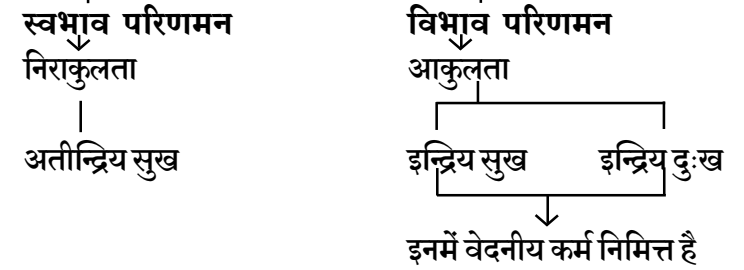 स्वभाव परिणमन विभाव परिणमन
निराकुलता आकुलता
अतीन्द्रिय सुख इन्द्रिय सुख इन्द्रिय दुःख
इनमें वेदनीय कर्म निमित्त है